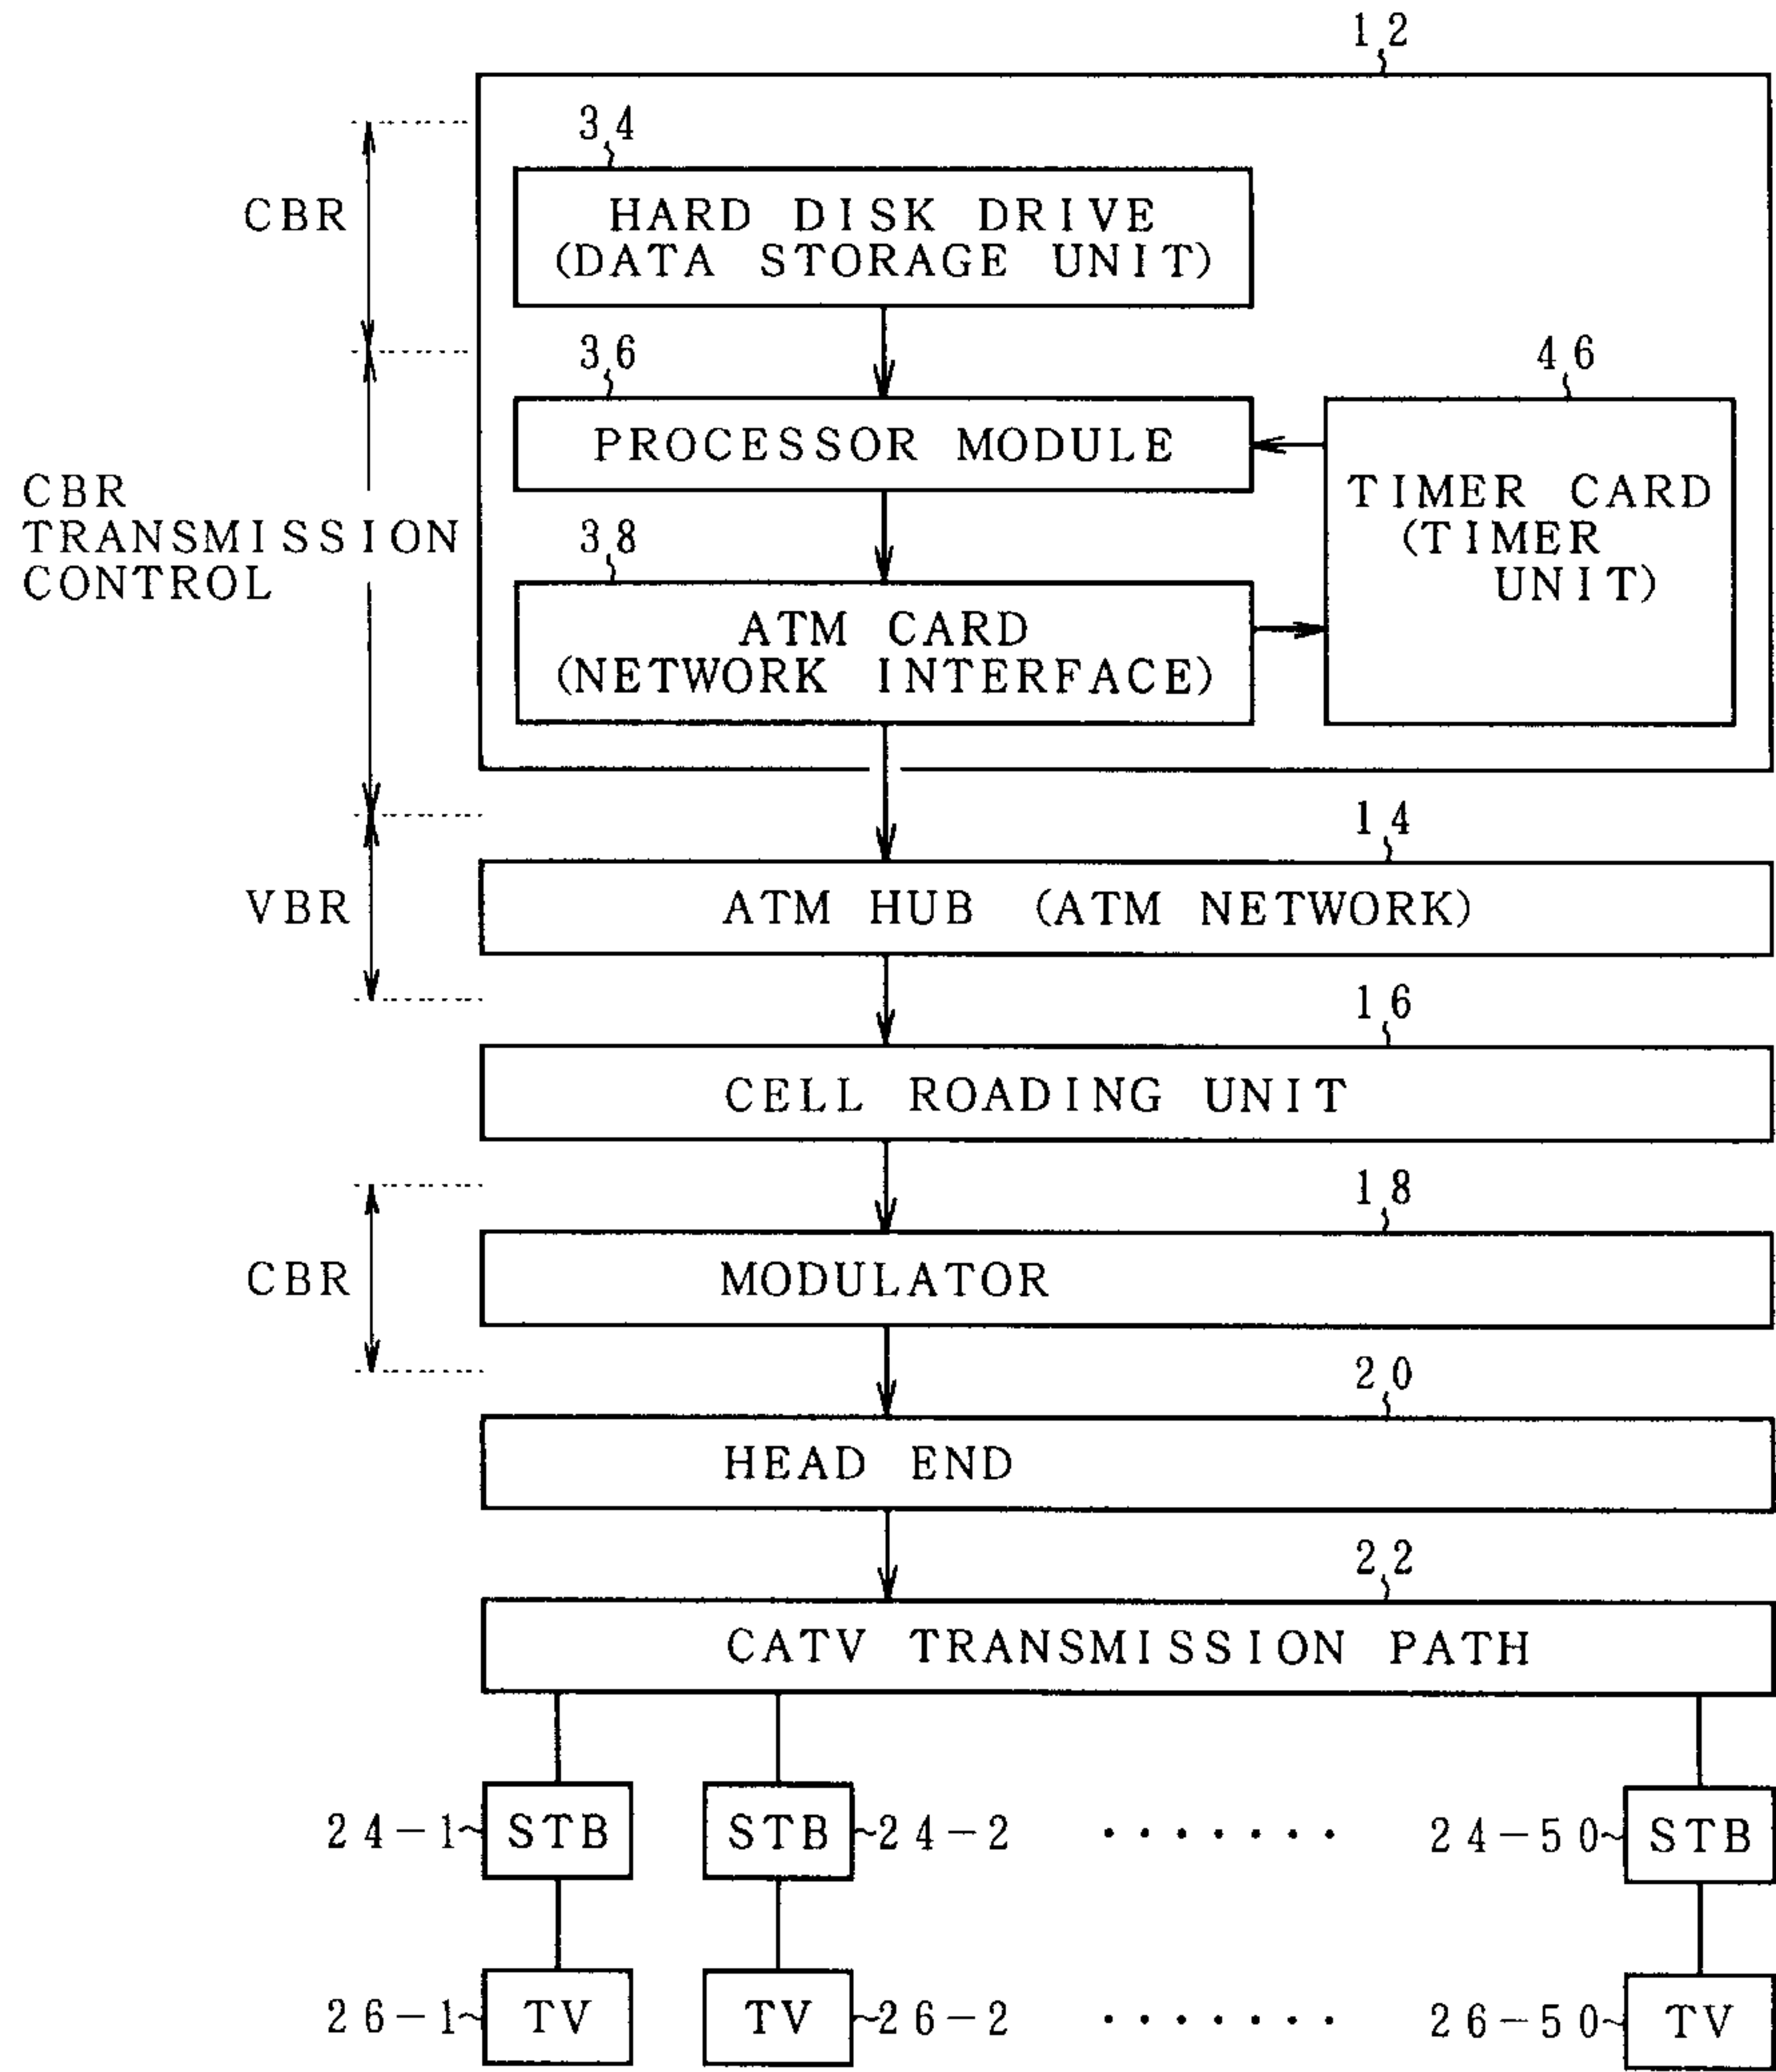 12
34
CBR
HARD DISK DRIVE
(DATA STORAGE UNIT)
36
46
PROCESSOR MODULE
CBR
TRANSMISSION
CONTROL
TIMER CARD
(TIMER
UNIT)
38
ATM CARD
(NETWORK INTERFACE)
14
VBR
ATM HUB (ATM NETWORK)
16
CELL ROADING UNIT
18
CBR
MODULATOR
20
HEAD END
22
CATV TRANSMISSION PATH
24-1 STB STB 24-2 ....... 24-50 STB
26-1 TV TV 26-2 ....... 26-50 TV